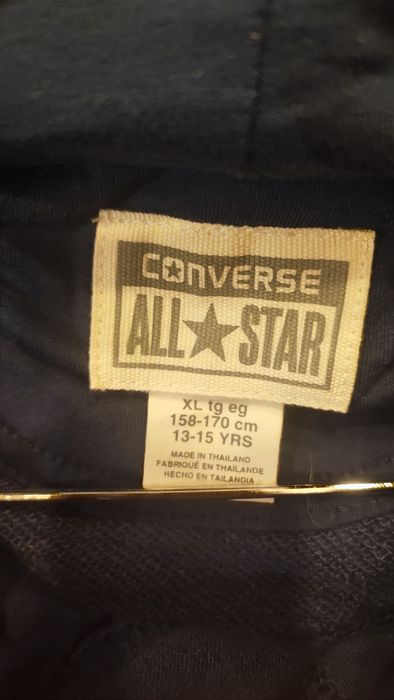 CONVERSE
ALL★STAR
XL tg eg
158-170 cm
13-15 YRS
MADE IN THAILAND
FABRIQUÉ EN THAÏLANDE
HECHO EN TAILANDIA